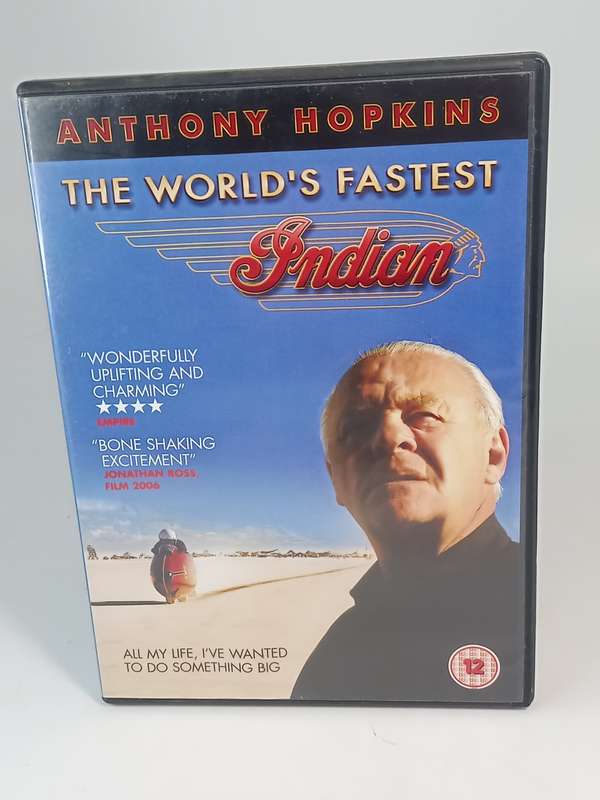 ANTHONY HOPKINS
THE WORLD'S FASTEST
Indian
"WONDERFULLY
UPLIFTING AND
CHARMING"
★★★★
EMPIRE
"BONE SHAKING
EXCITEMENT"
JONATHAN ROSS,
FILM 2006
ALL MY LIFE, I'VE WANTED
TO DO SOMETHING BIG
12